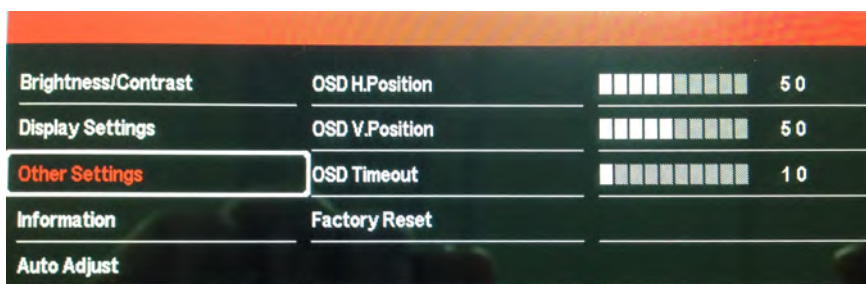 Brightness/Contrast OSD H.Position 50
Display Settings OSD V.Position 50
Other Settings OSD Timeout 10
Information Factory Reset
Auto Adjust